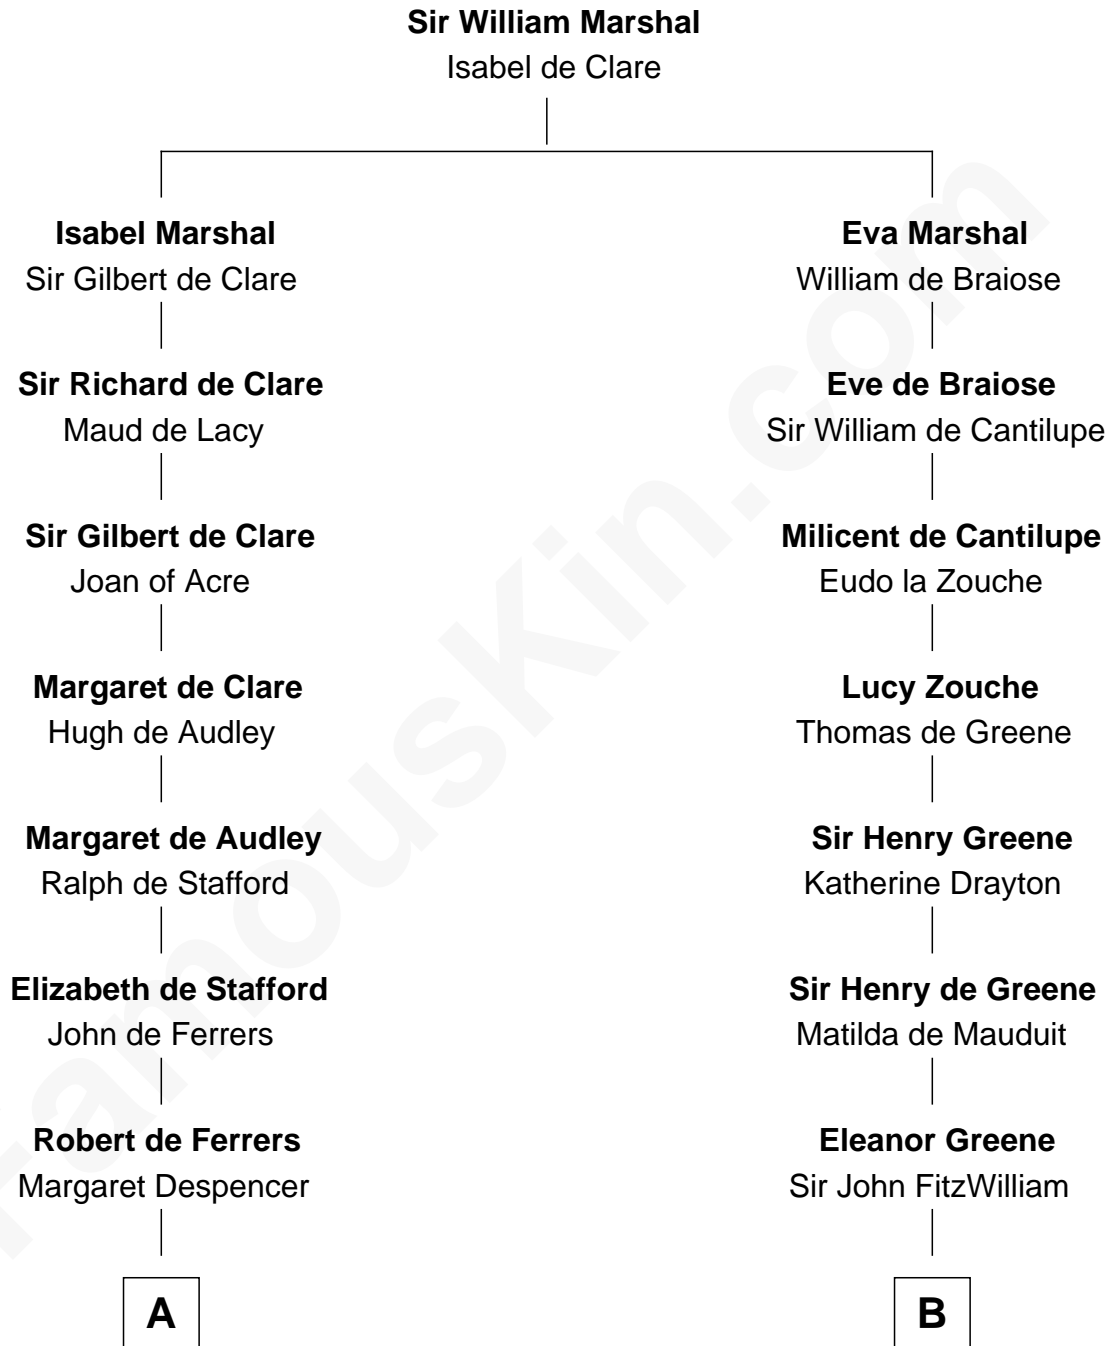 Sir William Marshal
Isabel de Clare
Isabel Marshal
Sir Gilbert de Clare
Sir Richard de Clare
Maud de Lacy
Sir Gilbert de Clare
Joan of Acre
Margaret de Clare
Hugh de Audley
Margaret de Audley
Ralph de Stafford
Elizabeth de Stafford
John de Ferrers
Robert de Ferrers
Margaret Despencer
A
Eva Marshal
William de Braiose
Eve de Braiose
Sir William de Cantilupe
Milicent de Cantilupe
Eudo la Zouche
Lucy Zouche
Thomas de Greene
Sir Henry Greene
Katherine Drayton
Sir Henry de Greene
Matilda de Mauduit
Eleanor Greene
Sir John FitzWilliam
B
FamousKin.com